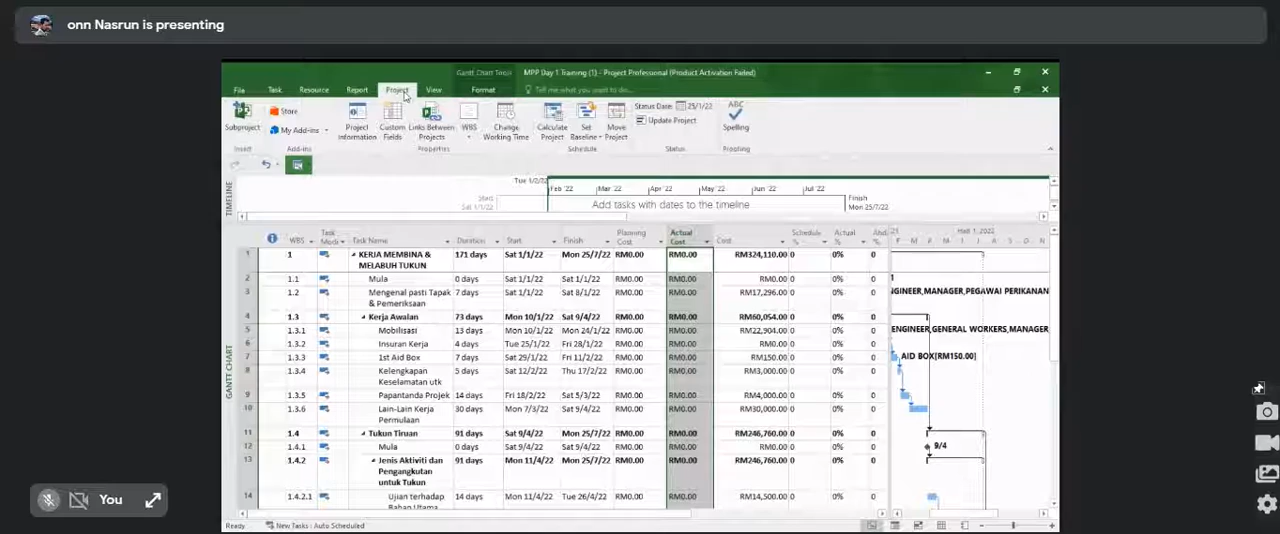 onn Nasrun is presenting
Gantt Chart Tools
MPP Day 1 Training (1) - Project Professional (Product Activation Failed)
File Task Resource Report Project View Format Tell me what you want to do...
Subproject Store My Add-ins Project Information Custom Fields Links Between Projects WBS Change Working Time Calculate Project Set Baseline Move Project Status Date: 25/1/22 Update Project ABC Spelling
Insert Add-ins Properties Schedule Status Proofing
TIMELINE
Tue 1/2/22 Feb '22 Mar '22 Apr '22 May '22 Jun '22 Jul '22
Start Sat 1/1/22 Add tasks with dates to the timeline Finish Mon 25/7/22
GANTT CHART
WBS Task Mode Task Name Duration Start Finish Planning Cost Actual Cost Cost Schedule % Actual % Ahd. % 21 Half 1, 2022
F M A M J J A S O N
1 1 KERJA MEMBINA & MELABUH TUKUN 171 days Sat 1/1/22 Mon 25/7/22 RM0.00 RM0.00 RM324,110.00 0 0% 0
2 1.1 Mula 0 days Sat 1/1/22 Sat 1/1/22 RM0.00 RM0.00 RM0.00 0 0% 0
3 1.2 Mengenal pasti Tapak & Pemeriksaan 7 days Sat 1/1/22 Sat 8/1/22 RM0.00 RM0.00 RM17,296.00 0 0% 0 NGINEER,MANAGER,PEGAWAI PERIKANAN
4 1.3 Kerja Awalan 73 days Mon 10/1/22 Sat 9/4/22 RM0.00 RM0.00 RM60,054.00 0 0% 0
5 1.3.1 Mobilisasi 13 days Mon 10/1/22 Mon 24/1/22 RM0.00 RM0.00 RM22,904.00 0 0% 0 ENGINEER,GENERAL WORKERS,MANAGER
6 1.3.2 Insuran Kerja 4 days Tue 25/1/22 Fri 28/1/22 RM0.00 RM0.00 RM0.00 0 0% 0
7 1.3.3 1st Aid Box 7 days Sat 29/1/22 Fri 11/2/22 RM0.00 RM0.00 RM150.00 0 0% 0 AID BOX[RM150.00]
8 1.3.4 Kelengkapan Keselamatan utk 5 days Sat 12/2/22 Thu 17/2/22 RM0.00 RM0.00 RM3,000.00 0 0% 0
9 1.3.5 Papantanda Projek 14 days Fri 18/2/22 Sat 5/3/22 RM0.00 RM0.00 RM4,000.00 0 0% 0
10 1.3.6 Lain-Lain Kerja Permulaan 30 days Mon 7/3/22 Sat 9/4/22 RM0.00 RM0.00 RM30,000.00 0 0% 0
11 1.4 Tukun Tiruan 91 days Sat 9/4/22 Mon 25/7/22 RM0.00 RM0.00 RM246,760.00 0 0% 0
12 1.4.1 Mula 0 days Sat 9/4/22 Sat 9/4/22 RM0.00 RM0.00 RM0.00 0 0% 0 9/4
13 1.4.2 Jenis Aktiviti dan Pengangkutan untuk Tukun 91 days Mon 11/4/22 Mon 25/7/22 RM0.00 RM0.00 RM246,760.00 0 0% 0
14 1.4.2.1 Ujian terhadap Bahan Utama 14 days Mon 11/4/22 Tue 26/4/22 RM0.00 RM0.00 RM14,500.00 0 0% 0
Ready New Tasks : Auto Scheduled
You